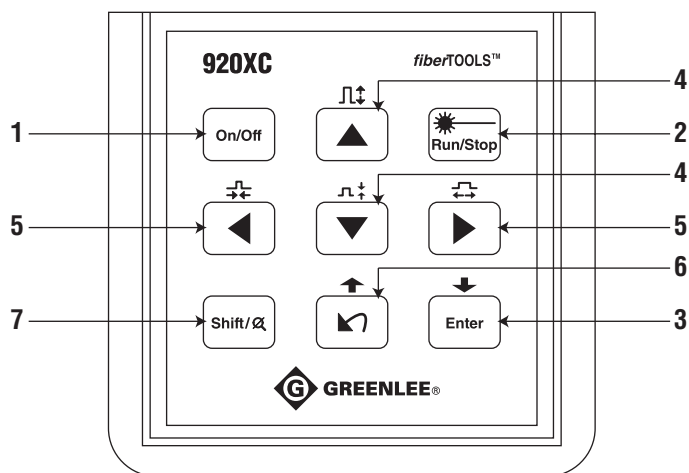 920XC fiberTOOLS™
4
1 On/Off Run/Stop 2
4
5 5
6
7 Shift/ Enter 3
G GREENLEE®